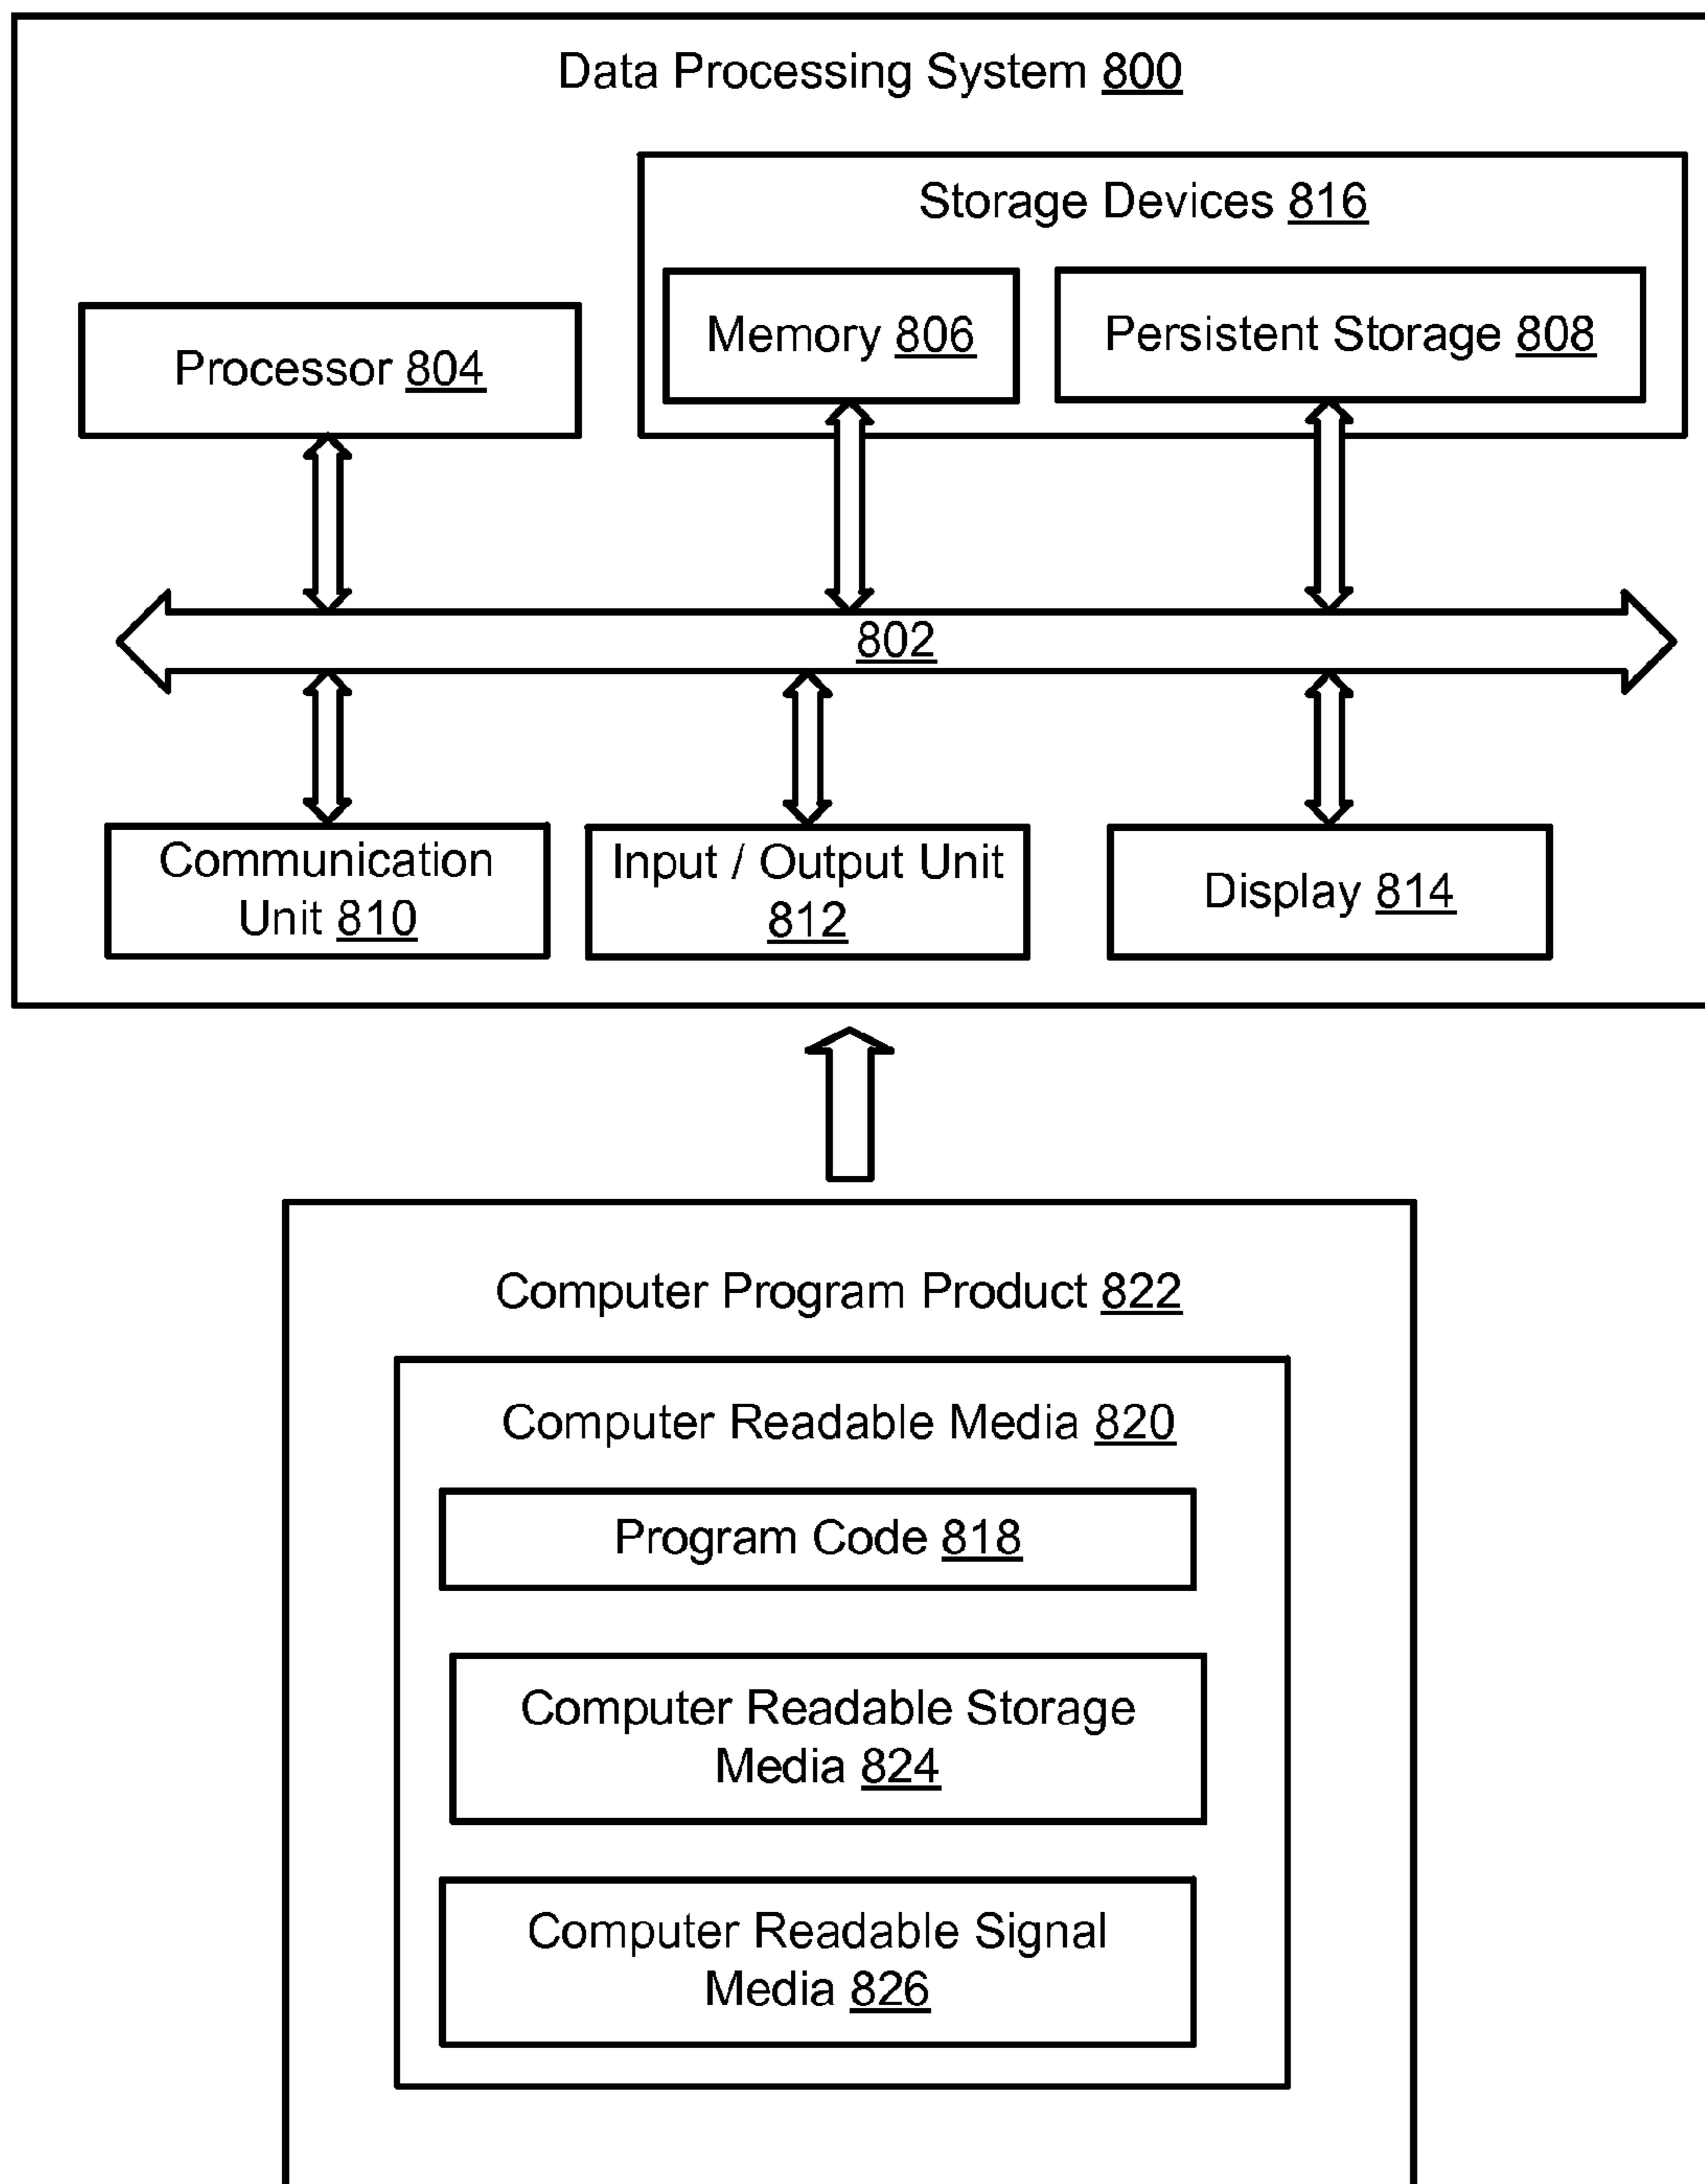 Data Processing System 800
Storage Devices 816
Memory 806
Persistent Storage 808
Processor 804
802
Communication
Unit 810
Input / Output Unit
812
Display 814
Computer Program Product 822
Computer Readable Media 820
Program Code 818
Computer Readable Storage
Media 824
Computer Readable Signal
Media 826